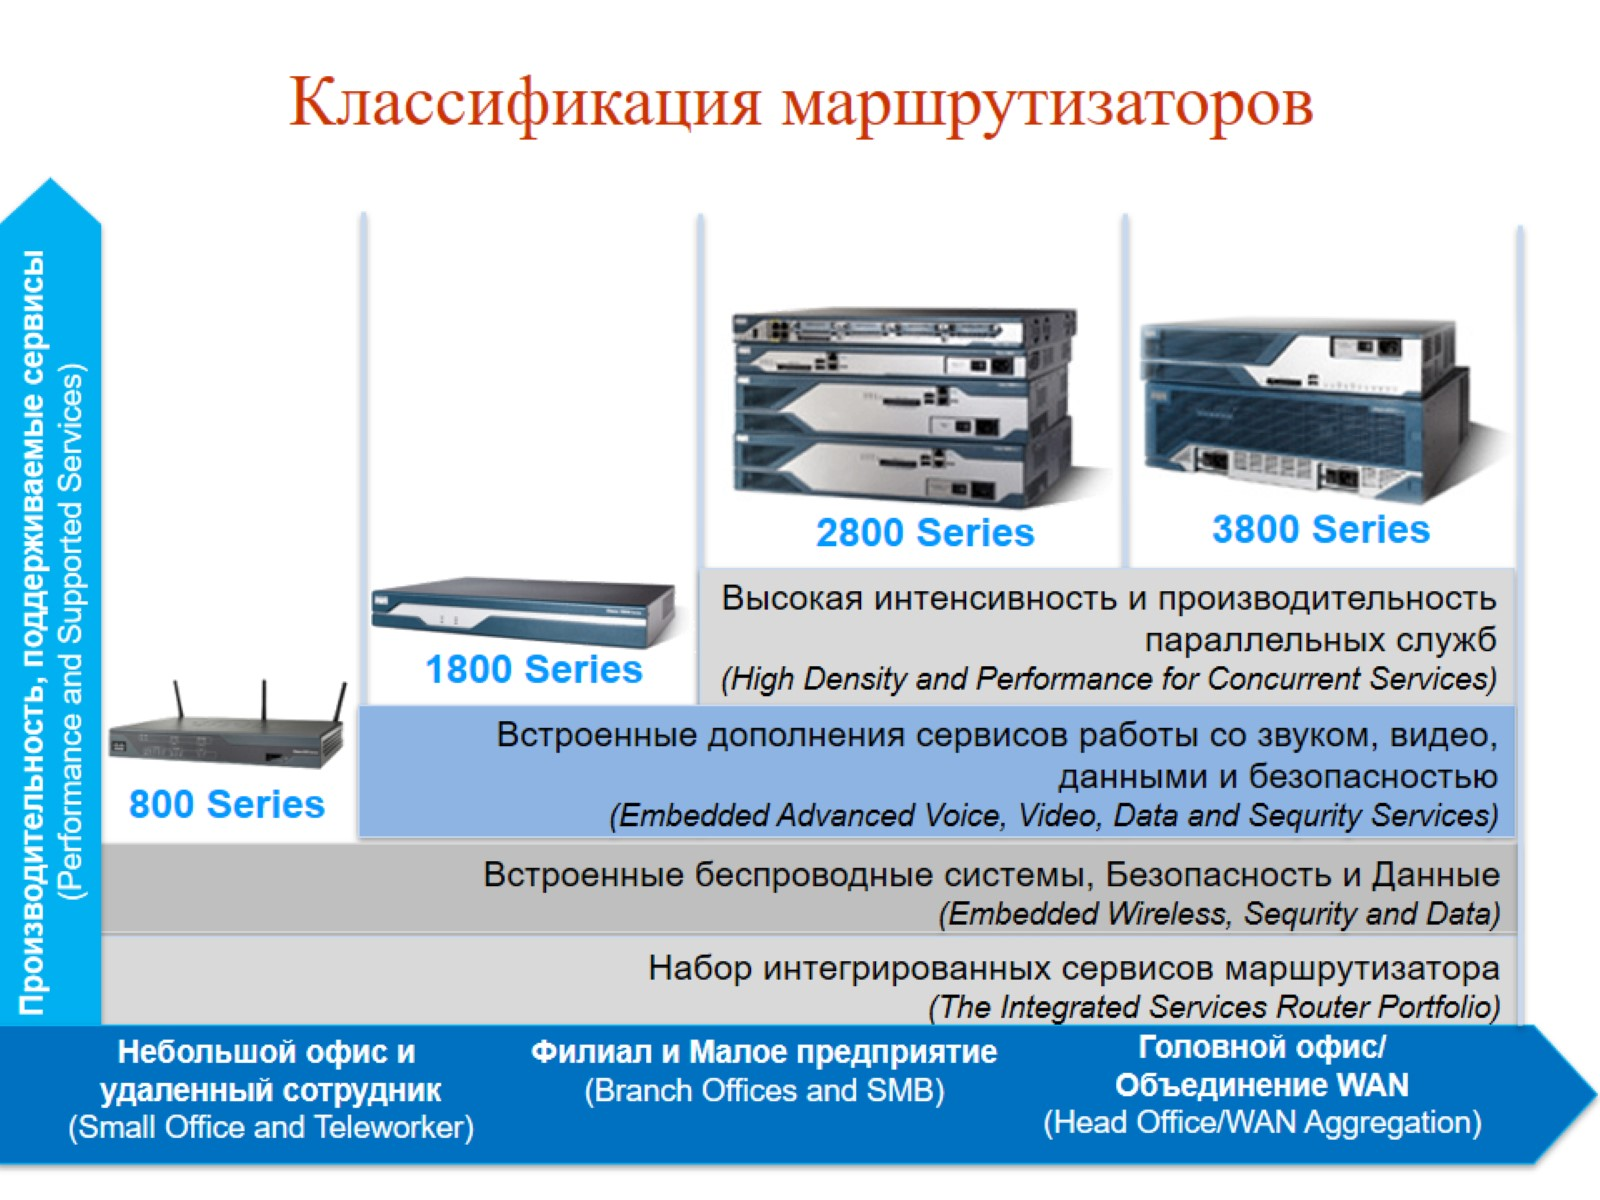 Классификация маршрутизаторов
Производительность, поддерживаемые сервисы
(Performance and Supported Services)
2800 Series
3800 Series
1800 Series
800 Series
Высокая интенсивность и производительность
параллельных служб
(High Density and Performance for Concurrent Services)
Встроенные дополнения сервисов работы со звуком, видео,
данными и безопасностью
(Embedded Advanced Voice, Video, Data and Sequrity Services)
Встроенные беспроводные системы, Безопасность и Данные
(Embedded Wireless, Sequrity and Data)
Набор интегрированных сервисов маршрутизатора
(The Integrated Services Router Portfolio)
Небольшой офис и
удаленный сотрудник
(Small Office and Teleworker)
Филиал и Малое предприятие
(Branch Offices and SMB)
Головной офис/
Объединение WAN
(Head Office/WAN Aggregation)